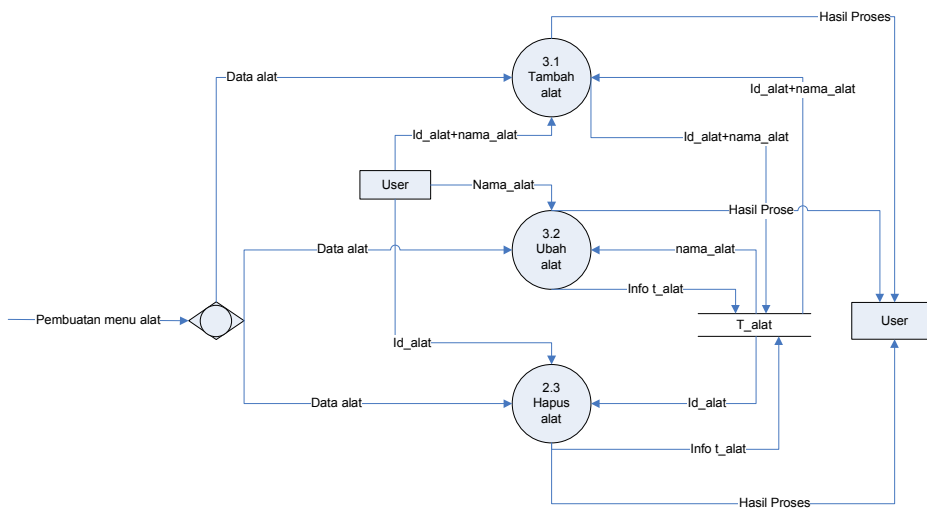 Hasil Proses
3.1
Tambah
alat
Data alat
Id_alat+nama_alat
Id_alat+nama_alat
Id_alat+nama_alat
User
Nama_alat
Hasil Prose
3.2
Ubah
alat
Data alat
nama_alat
Info t_alat
Pembuatan menu alat
T_alat
User
Id_alat
2.3
Hapus
alat
Data alat
Id_alat
Info t_alat
Hasil Proses